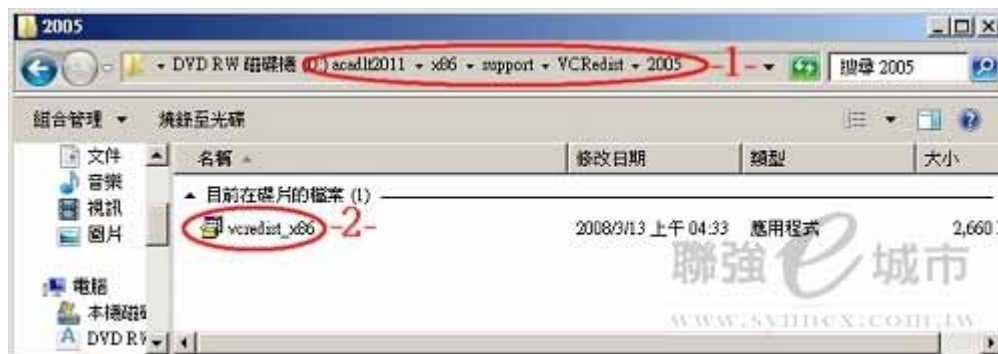 2005
DVD RW 磁碟機 (D:) acadlt2011 x86 support VCRedist 2005 -1- 搜尋 2005
組合管理 燒錄至光碟
文件
音樂
視訊
圖片
電腦
本機磁碟
DVD R
名稱 修改日期 類型 大小
目前在碟片的檔案 (1)
vcredist_x86 -2- 2008/3/13 上午 04:33 應用程式 2,660
聯強 e 城市
www.synnex.com.tw